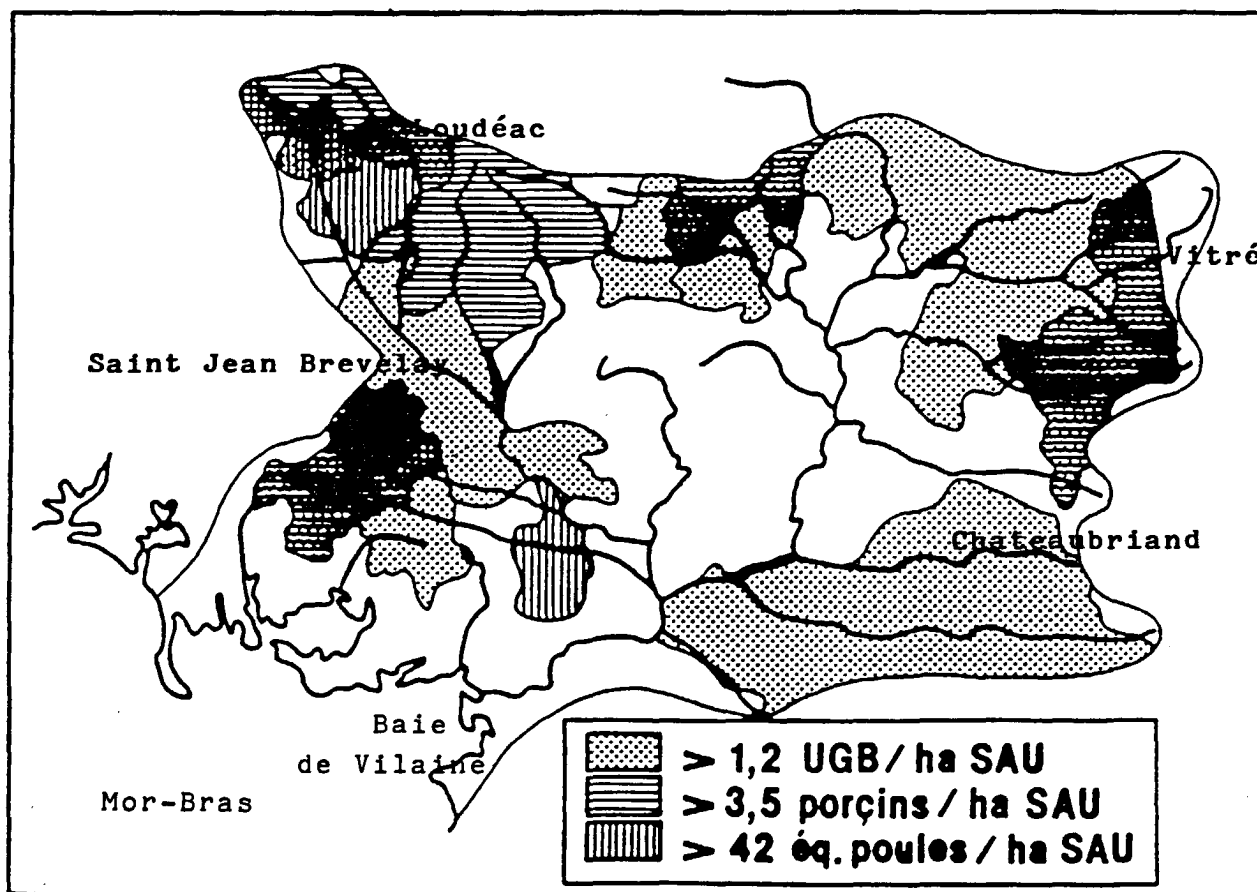 Loudéac
Vitré
Saint Jean Brevelay
Chateaubriand
Baie
de Vilaine
Mor-Bras
> 1,2 UGB/ha SAU
> 3,5 porçins/ha SAU
> 42 éq. poules/ha SAU